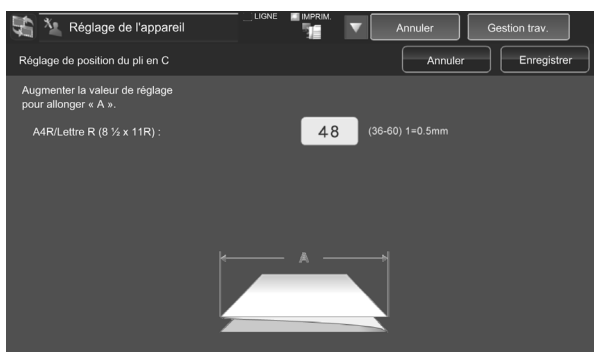 Réglage de l'appareil
LIGNE
IMPRIM.
Annuler
Gestion trav.
Réglage de position du pli en C
Annuler
Enregistrer
Augmenter la valeur de réglage
pour allonger « A ».
A4R/Lettre R (8 ½ x 11R) :
48
(36-60) 1=0.5mm
A